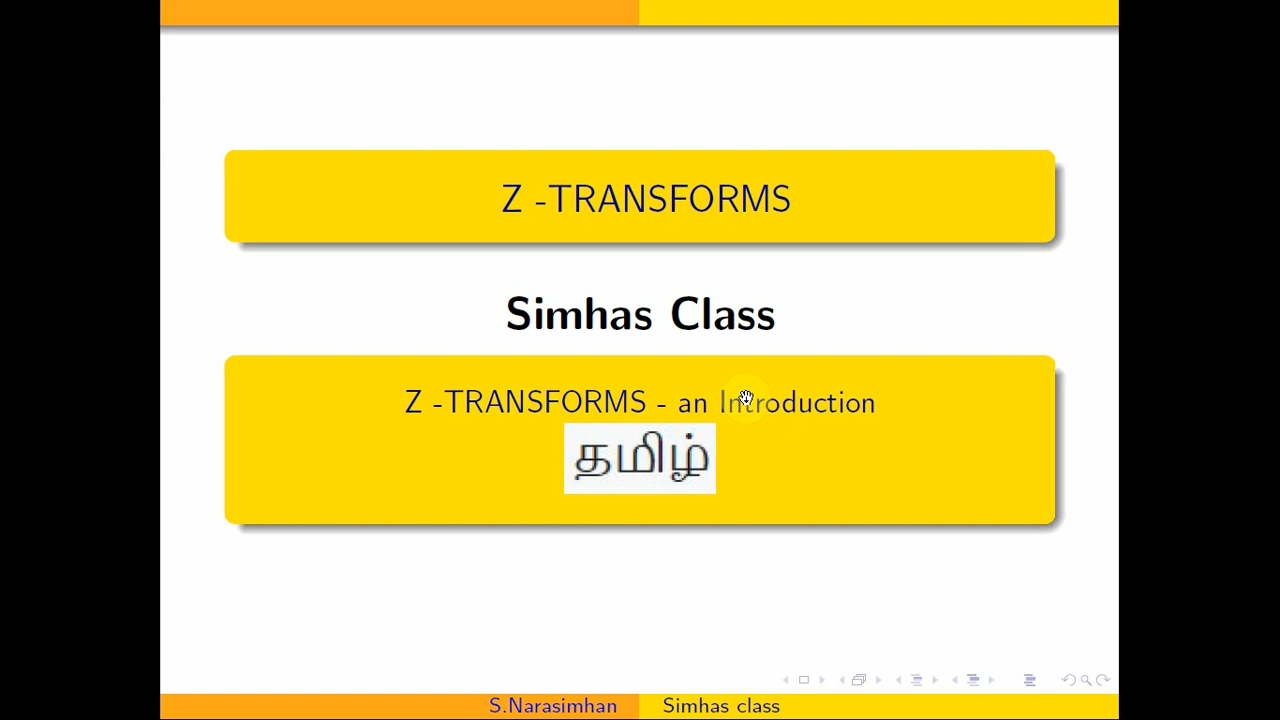 Z -TRANSFORMS
Simhas Class
Z -TRANSFORMS - an Introduction
தமிழ்
S.Narasimhan
Simhas class